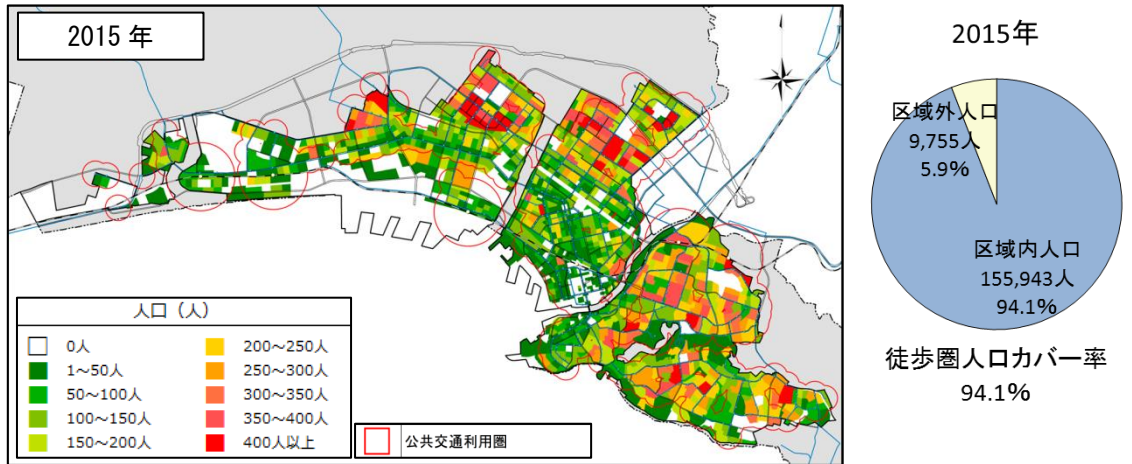 2015 年
人口（人）
0人
1～50人
50～100人
100～150人
150～200人
200～250人
250～300人
300～350人
350～400人
400人以上
公共交通利用圏
2015年
区域外人口
9,755人
5.9%
区域内人口
155,943人
94.1%
徒歩圏人口カバー率
94.1%